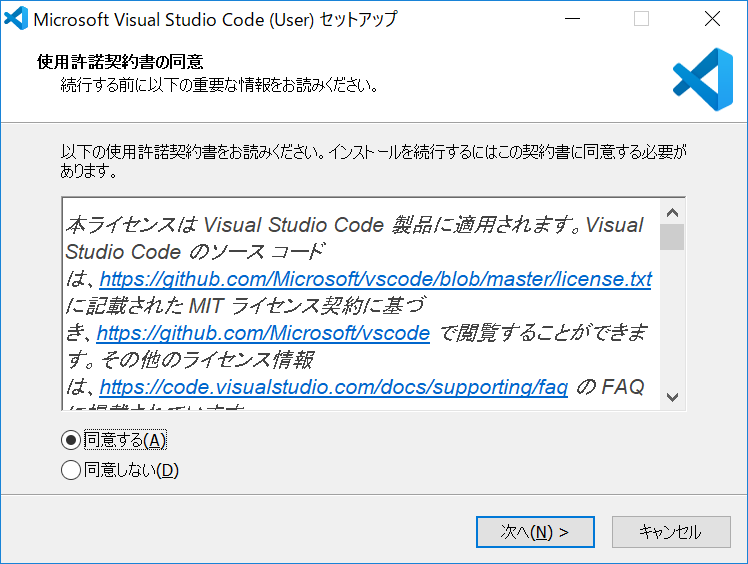 Microsoft Visual Studio Code (User) セットアップ
使用許諾契約書の同意
続行する前に以下の重要な情報をお読みください。
以下の使用許諾契約書をお読みください。インストールを続行するにはこの契約書に同意する必要が
あります。
本ライセンスは Visual Studio Code 製品に適用されます。Visual
Studio Code のソース コード
は、https://github.com/Microsoft/vscode/blob/master/license.txt
に記載された MIT ライセンス契約に基づ
き、https://github.com/Microsoft/vscode で閲覧することができま
す。その他のライセンス情報
は、https://code.visualstudio.com/docs/supporting/faq の FAQ
に掲載されています
同意する(A)
同意しない(D)
次へ(N) >
キャンセル